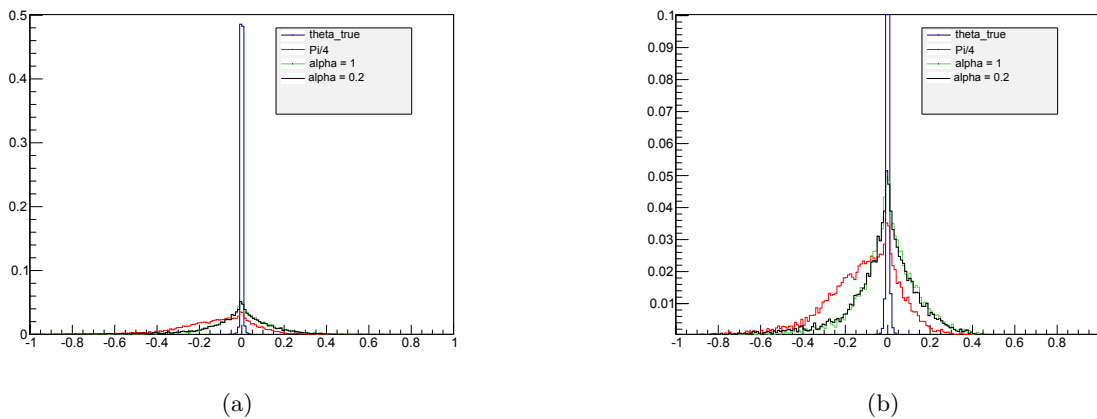 0.5
0.4
0.3
0.2
0.1
0
-1 -0.8 -0.6 -0.4 -0.2 0 0.2 0.4 0.6 0.8 1
theta_true
Pi/4
alpha = 1
alpha = 0.2
(a)
0.1
0.09
0.08
0.07
0.06
0.05
0.04
0.03
0.02
0.01
-1 -0.8 -0.6 -0.4 -0.2 0 0.2 0.4 0.6 0.8
theta_true
Pi/4
alpha = 1
alpha = 0.2
(b)